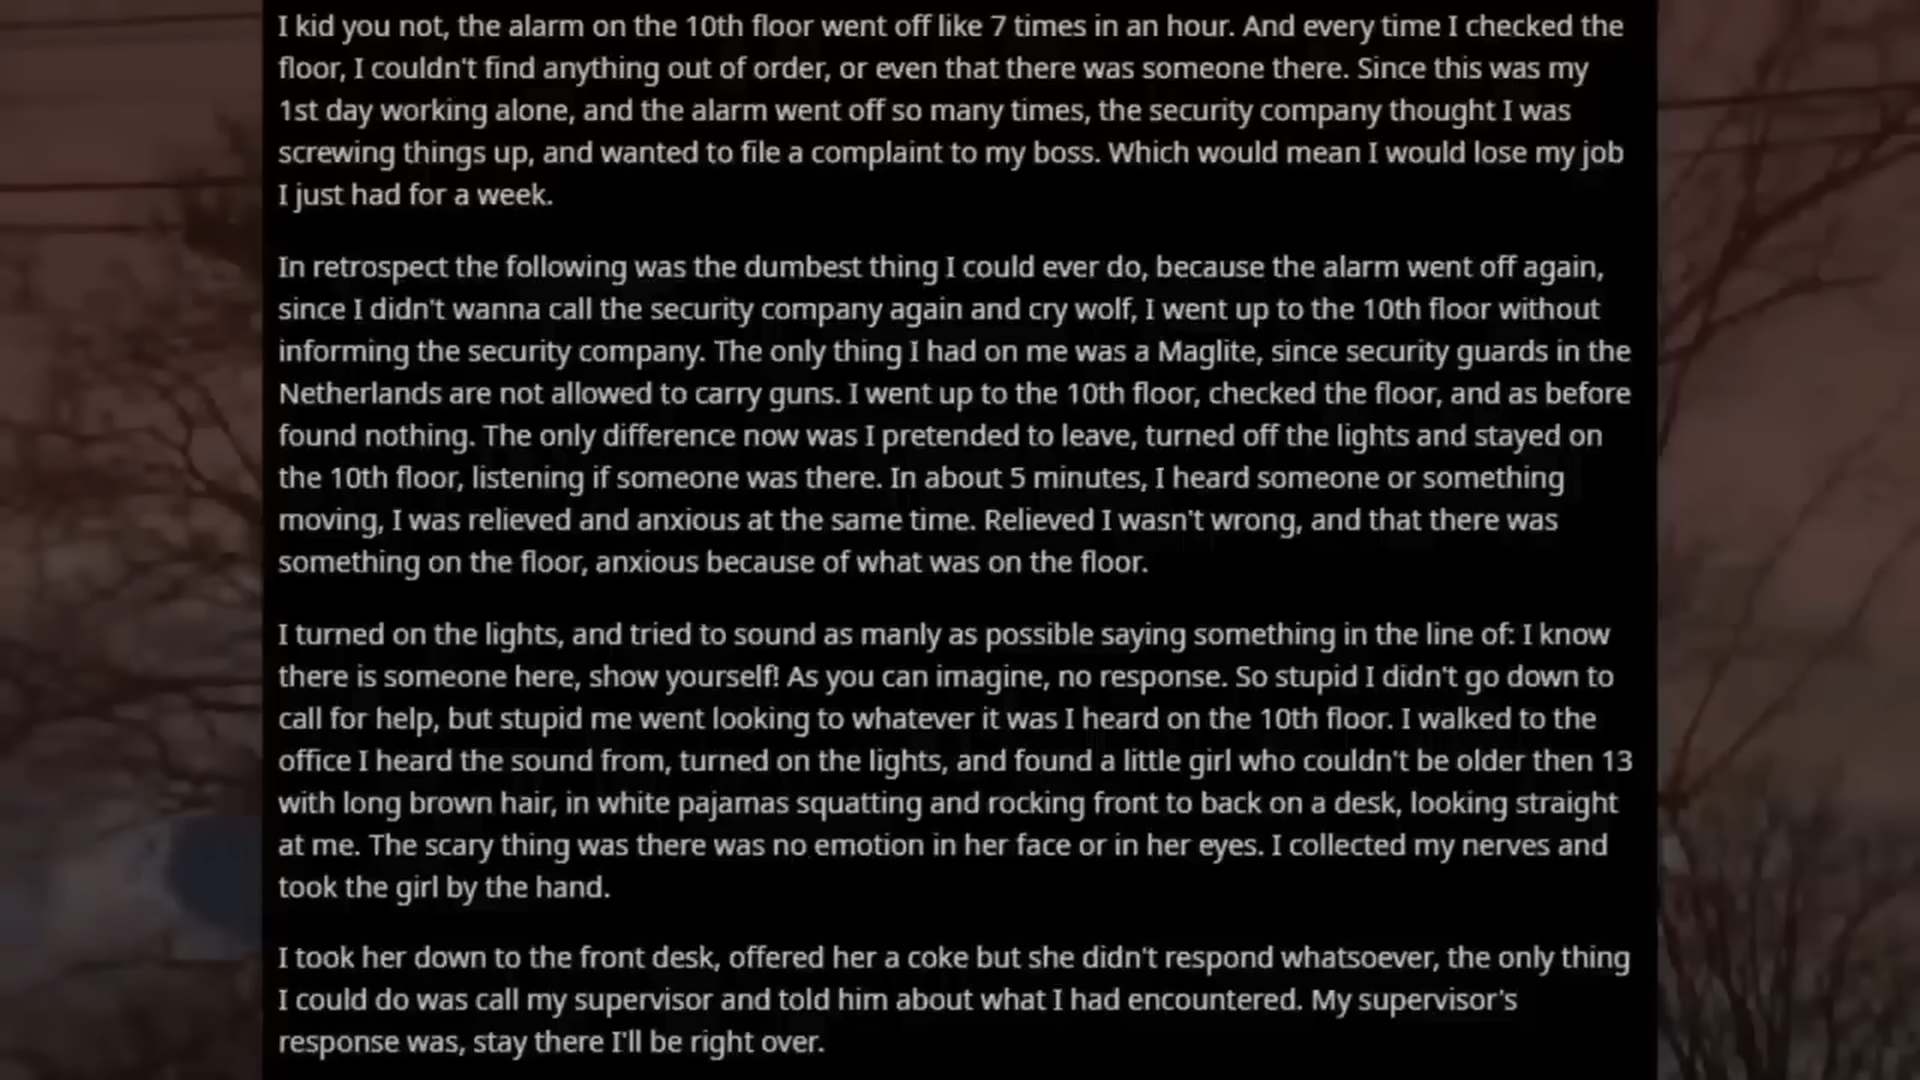 I kid you not, the alarm on the 10th floor went off like 7 times in an hour. And every time I checked the
floor, I couldn't find anything out of order, or even that there was someone there. Since this was my
1st day working alone, and the alarm went off so many times, the security company thought I was
screwing things up, and wanted to file a complaint to my boss. Which would mean I would lose my job
I just had for a week.
In retrospect the following was the dumbest thing I could ever do, because the alarm went off again,
since I didn't wanna call the security company again and cry wolf, I went up to the 10th floor without
informing the security company. The only thing I had on me was a Maglite, since security guards in the
Netherlands are not allowed to carry guns. I went up to the 10th floor, checked the floor, and as before
found nothing. The only difference now was I pretended to leave, turned off the lights and stayed on
the 10th floor, listening if someone was there. In about 5 minutes, I heard someone or something
moving, I was relieved and anxious at the same time. Relieved I wasn't wrong, and that there was
something on the floor, anxious because of what was on the floor.
I turned on the lights, and tried to sound as manly as possible saying something in the line of: I know
there is someone here, show yourself! As you can imagine, no response. So stupid I didn't go down to
call for help, but stupid me went looking to whatever it was I heard on the 10th floor. I walked to the
office I heard the sound from, turned on the lights, and found a little girl who couldn't be older then 13
with long brown hair, in white pajamas squatting and rocking front to back on a desk, looking straight
at me. The scary thing was there was no emotion in her face or in her eyes. I collected my nerves and
took the girl by the hand.
I took her down to the front desk, offered her a coke but she didn't respond whatsoever, the only thing
I could do was call my supervisor and told him about what I had encountered. My supervisor's
response was, stay there I'll be right over.